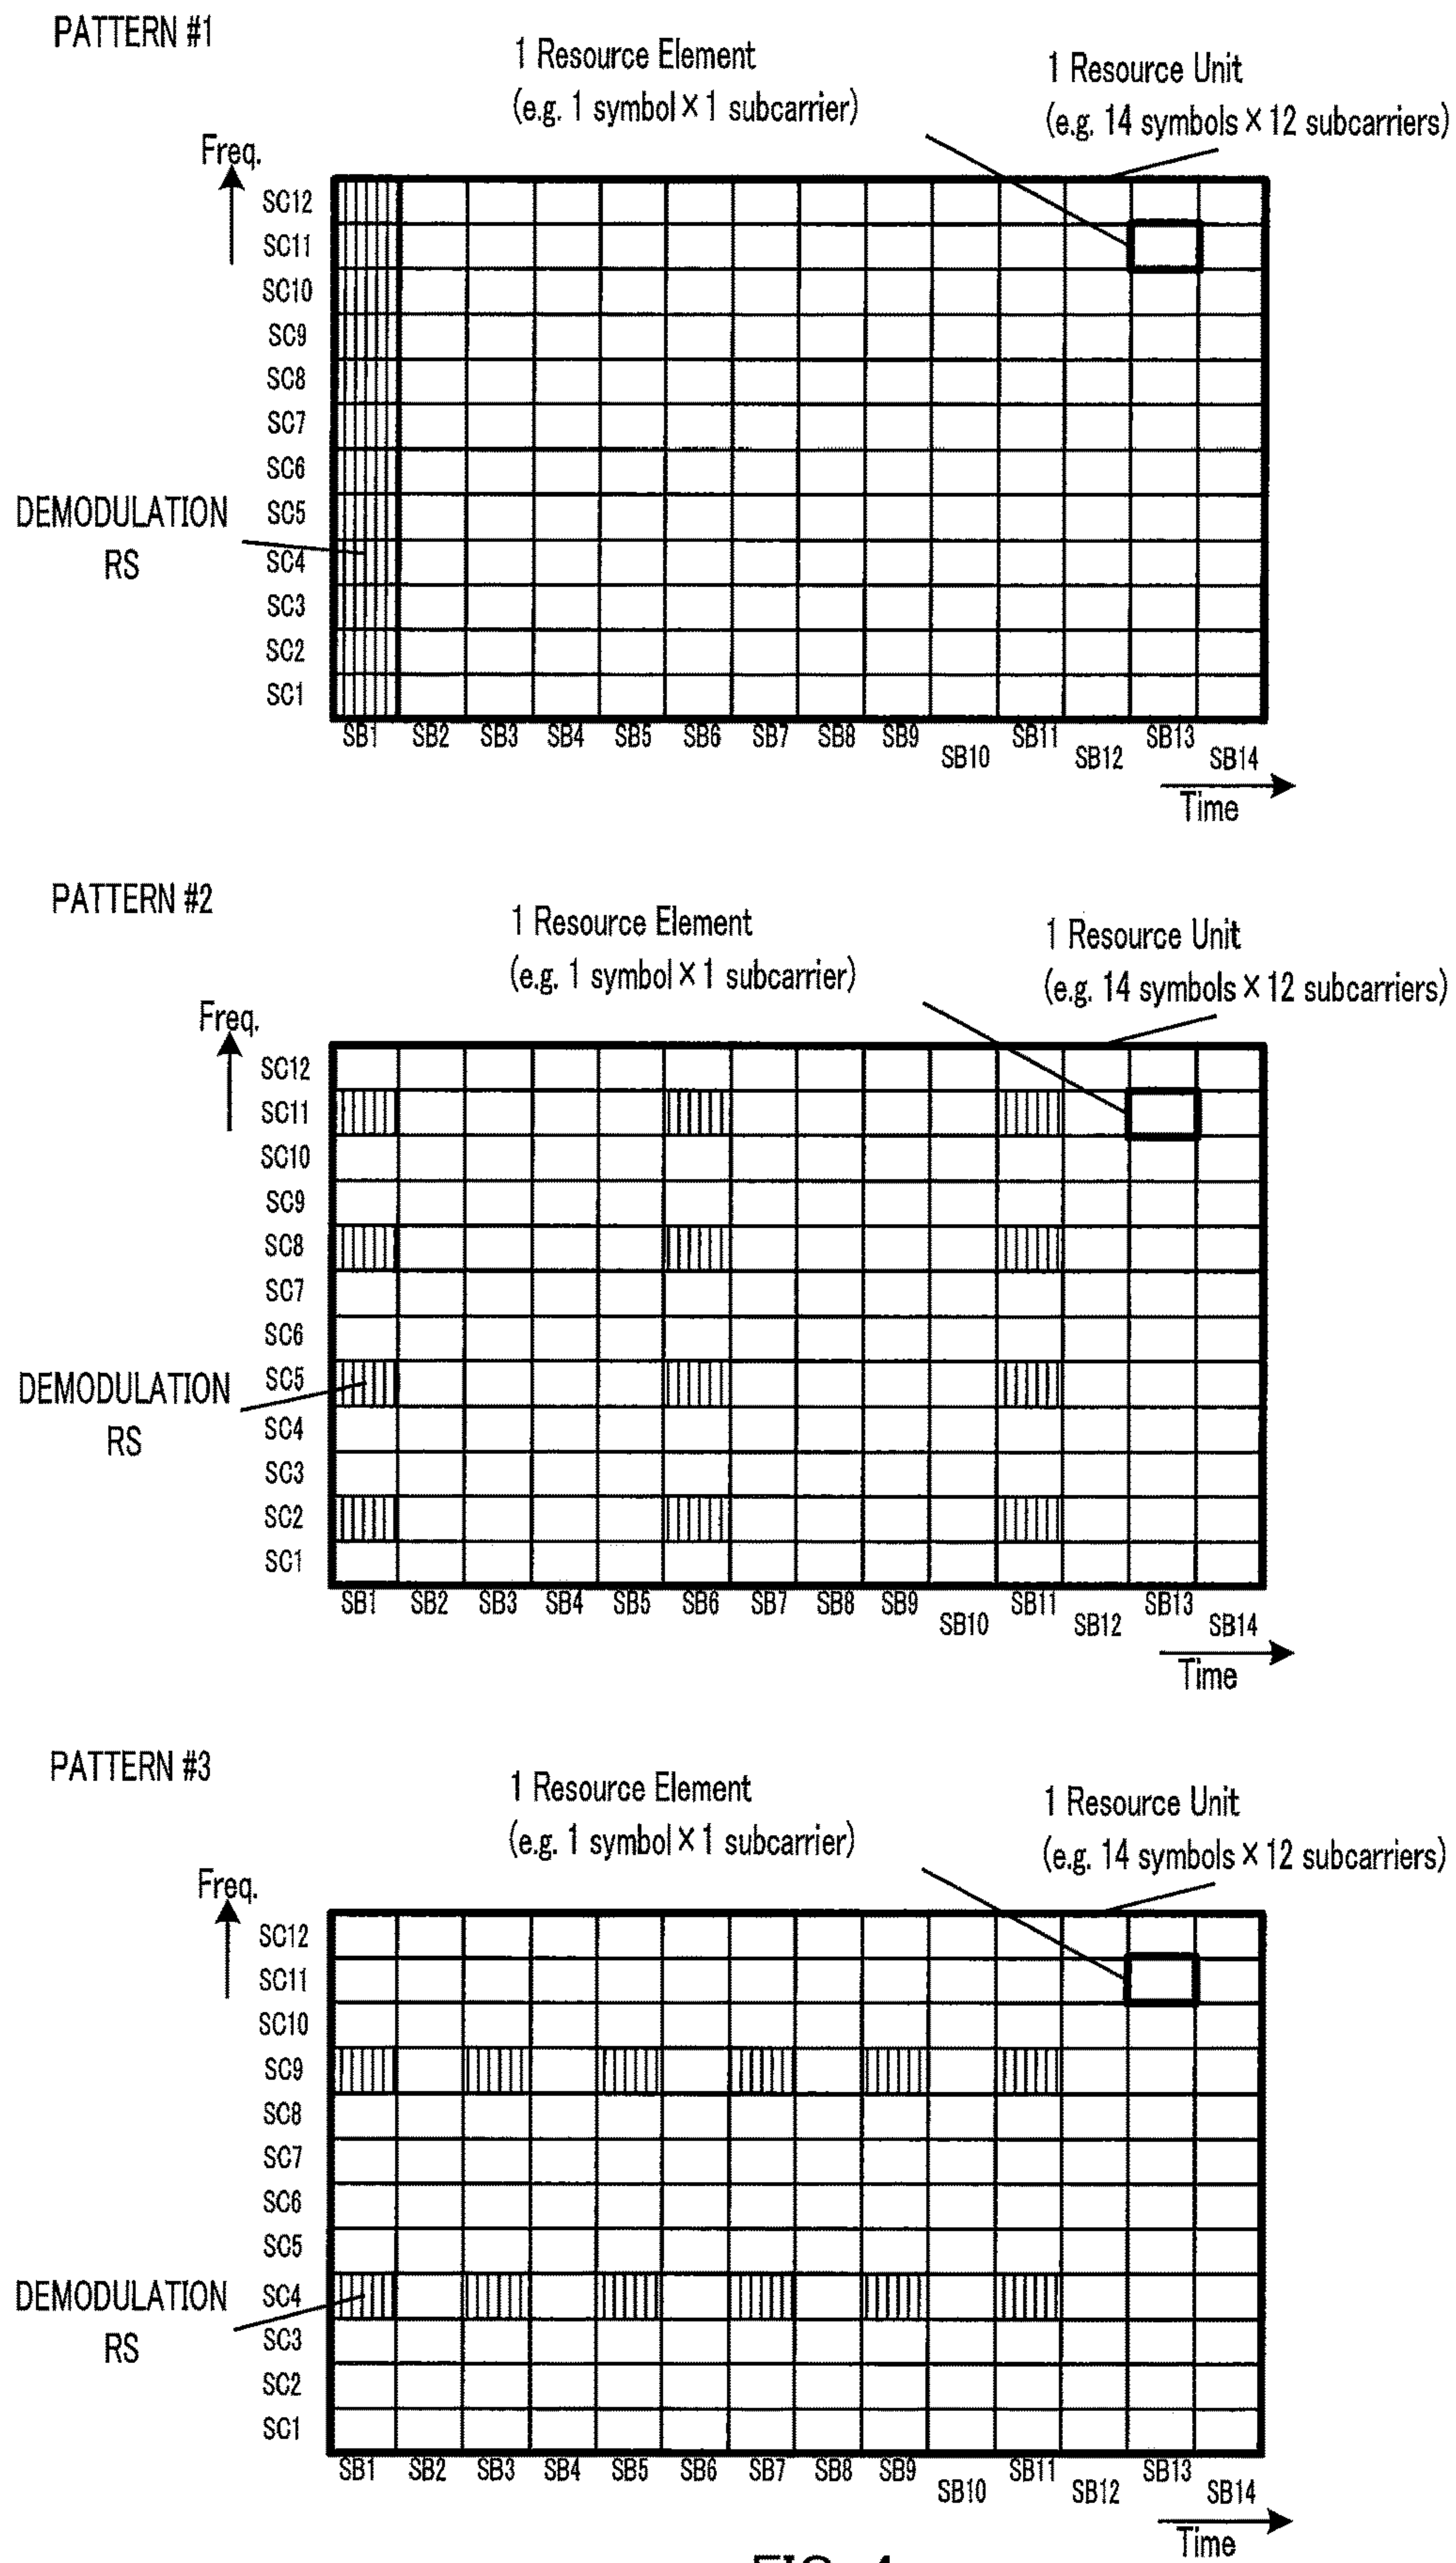 PATTERN #1
1 Resource Element
(e.g. 1 symbol×1 subcarrier)
1 Resource Unit
(e.g. 14 symbols×12 subcarriers)
Freq.
SC12
SC11
SC10
SC9
SC8
SC7
SC6
SC5
SC4
SC3
SC2
SC1
DEMODULATION
RS
SB1 SB2 SB3 SB4 SB5 SB6 SB7 SB8 SB9 SB10 SB11 SB12 SB13 SB14
Time
PATTERN #2
1 Resource Element
(e.g. 1 symbol×1 subcarrier)
1 Resource Unit
(e.g. 14 symbols×12 subcarriers)
Freq.
SC12
SC11
SC10
SC9
SC8
SC7
SC6
SC5
SC4
SC3
SC2
SC1
DEMODULATION
RS
SB1 SB2 SB3 SB4 SB5 SB6 SB7 SB8 SB9 SB10 SB11 SB12 SB13 SB14
Time
PATTERN #3
1 Resource Element
(e.g. 1 symbol×1 subcarrier)
1 Resource Unit
(e.g. 14 symbols×12 subcarriers)
Freq.
SC12
SC11
SC10
SC9
SC8
SC7
SC6
SC5
SC4
SC3
SC2
SC1
DEMODULATION
RS
SB1 SB2 SB3 SB4 SB5 SB6 SB7 SB8 SB9 SB10 SB11 SB12 SB13 SB14
Time